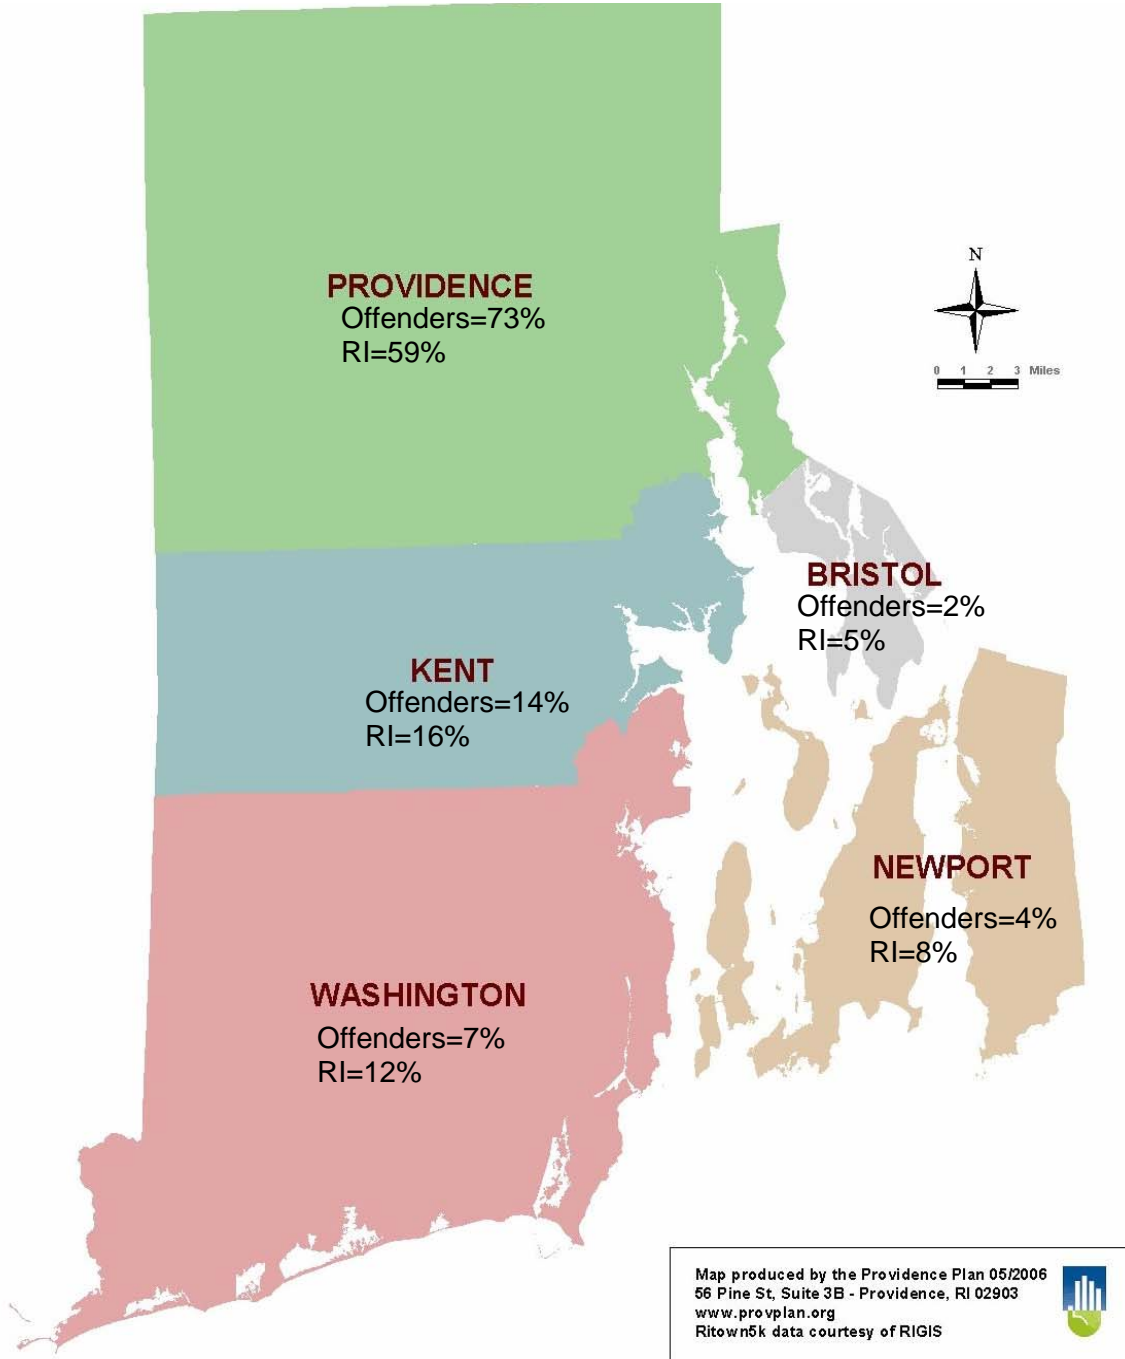 PROVIDENCE
Offenders=73%
RI=59%
N
0 1 2 3 Miles
BRISTOL
Offenders=2%
RI=5%
KENT
Offenders=14%
RI=16%
NEWPORT
Offenders=4%
RI=8%
WASHINGTON
Offenders=7%
RI=12%
Map produced by the Providence Plan 05/2006
56 Pine St, Suite 3B - Providence, RI 02903
www.provplan.org
Ritown5k data courtesy of RIGIS